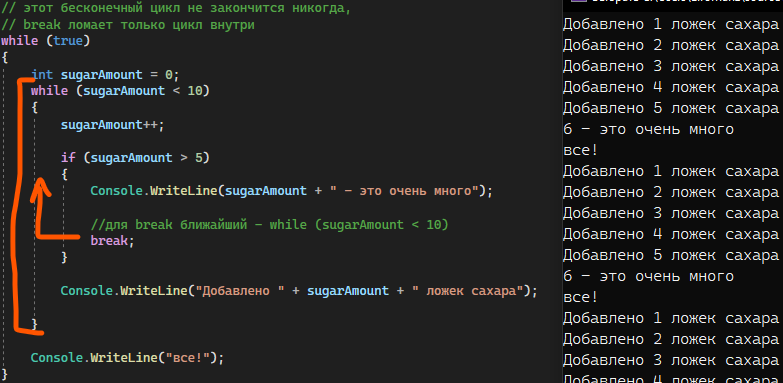 // этот бесконечный цикл не закончится никогда,
// break ломает только цикл внутри
while (true)
{
int sugarAmount = 0;
while (sugarAmount < 10)
{
sugarAmount++;
if (sugarAmount > 5)
{
Console.WriteLine(sugarAmount + " - это очень много");
//для break ближайший - while (sugarAmount < 10)
break;
}
Console.WriteLine("Добавлено " + sugarAmount + " ложек сахара");
}
Console.WriteLine("все!");
}
Добавлено 1 ложек сахара
Добавлено 2 ложек сахара
Добавлено 3 ложек сахара
Добавлено 4 ложек сахара
Добавлено 5 ложек сахара
6 - это очень много
все!
Добавлено 1 ложек сахара
Добавлено 2 ложек сахара
Добавлено 3 ложек сахара
Добавлено 4 ложек сахара
Добавлено 5 ложек сахара
6 - это очень много
все!
Добавлено 1 ложек сахара
Добавлено 2 ложек сахара
Добавлено 3 ложек сахара
Добавлено 4 ложек сахара